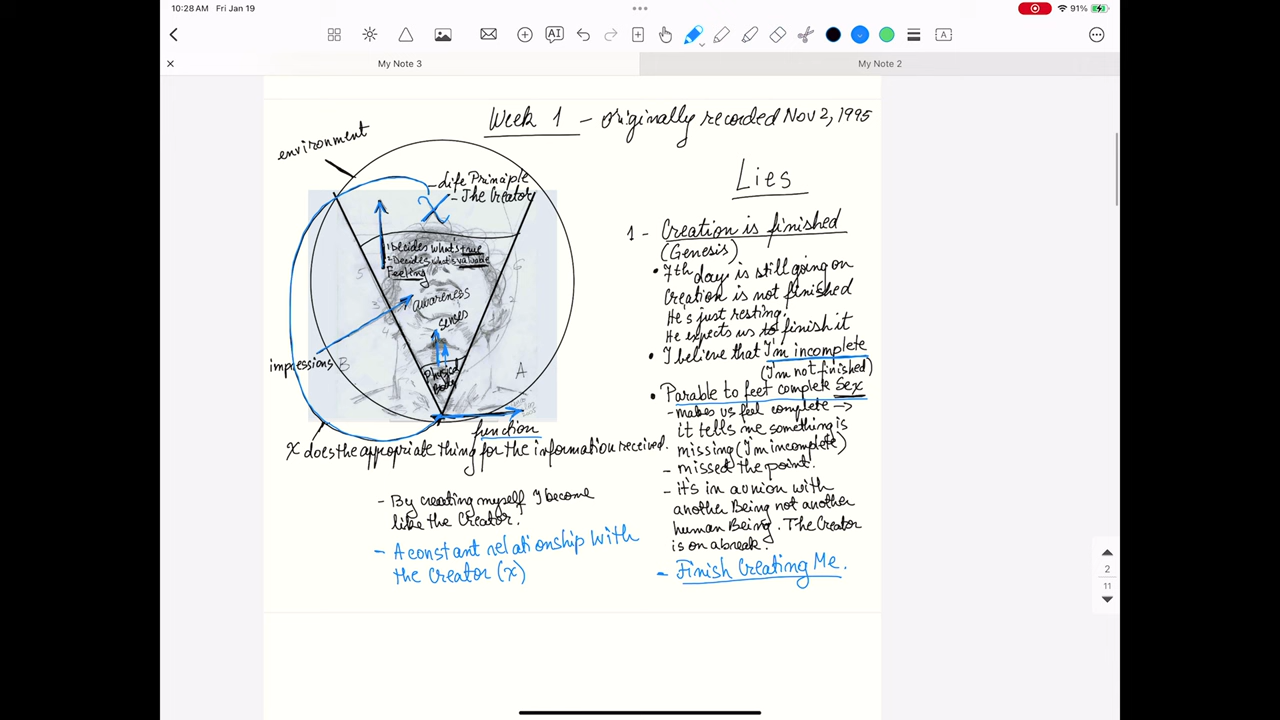 10:28 AM Fri Jan 19
91%
AI
A
My Note 3
My Note 2
Week 1 - originally recorded Nov 2, 1995
environment
- Life Principle
- The Creator
X
Lies
1 - Creation is finished
(Genesis)
• 7th day is still going on
Creation is not finished
He's just resting.
He expects us to finish it
• I believe that I'm incomplete
(I'm not finished)
• Parable to feet complete Sex
- makes us feel complete ->
it tells me something is
missing (I'm incomplete)
- missed the point.
- it's in a union with
another Being not another
human Being. The Creator
is on a break.
- Finish Creating Me.
Decides what's true
Decides what's valuable
Feeling
awareness
senses
impressions
B
Physical
Body
A
function
X does the appropriate thing for the information received.
- By creating myself I become
like the Creator.
- A constant relationship with
the Creator (x)
2
11